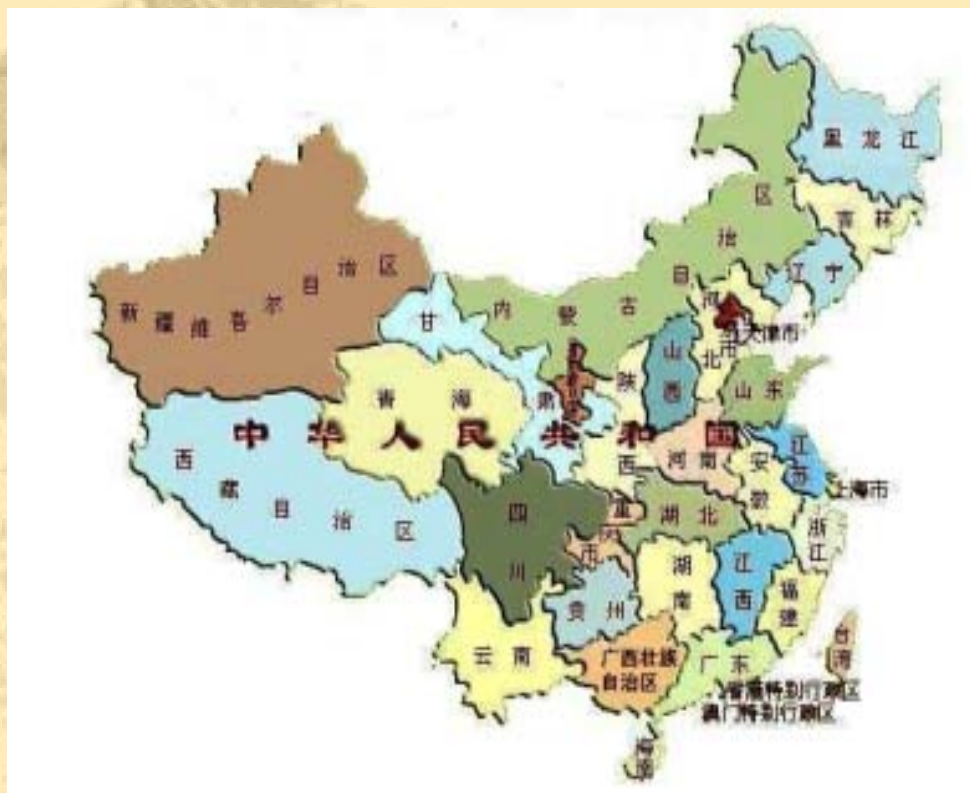 黑龙江
吉林
辽宁
内蒙古自治区
新疆维吾尔自治区
甘肃
河北
天津市
山西
陕西
山东
青海
中华人民共和国
河南
江苏
安徽
上海市
西藏自治区
四川
重庆市
湖北
浙江
湖南
江西
福建
贵州
云南
广西壮族
自治区
广东
台湾
香港特别行政区
澳门特别行政区
海南